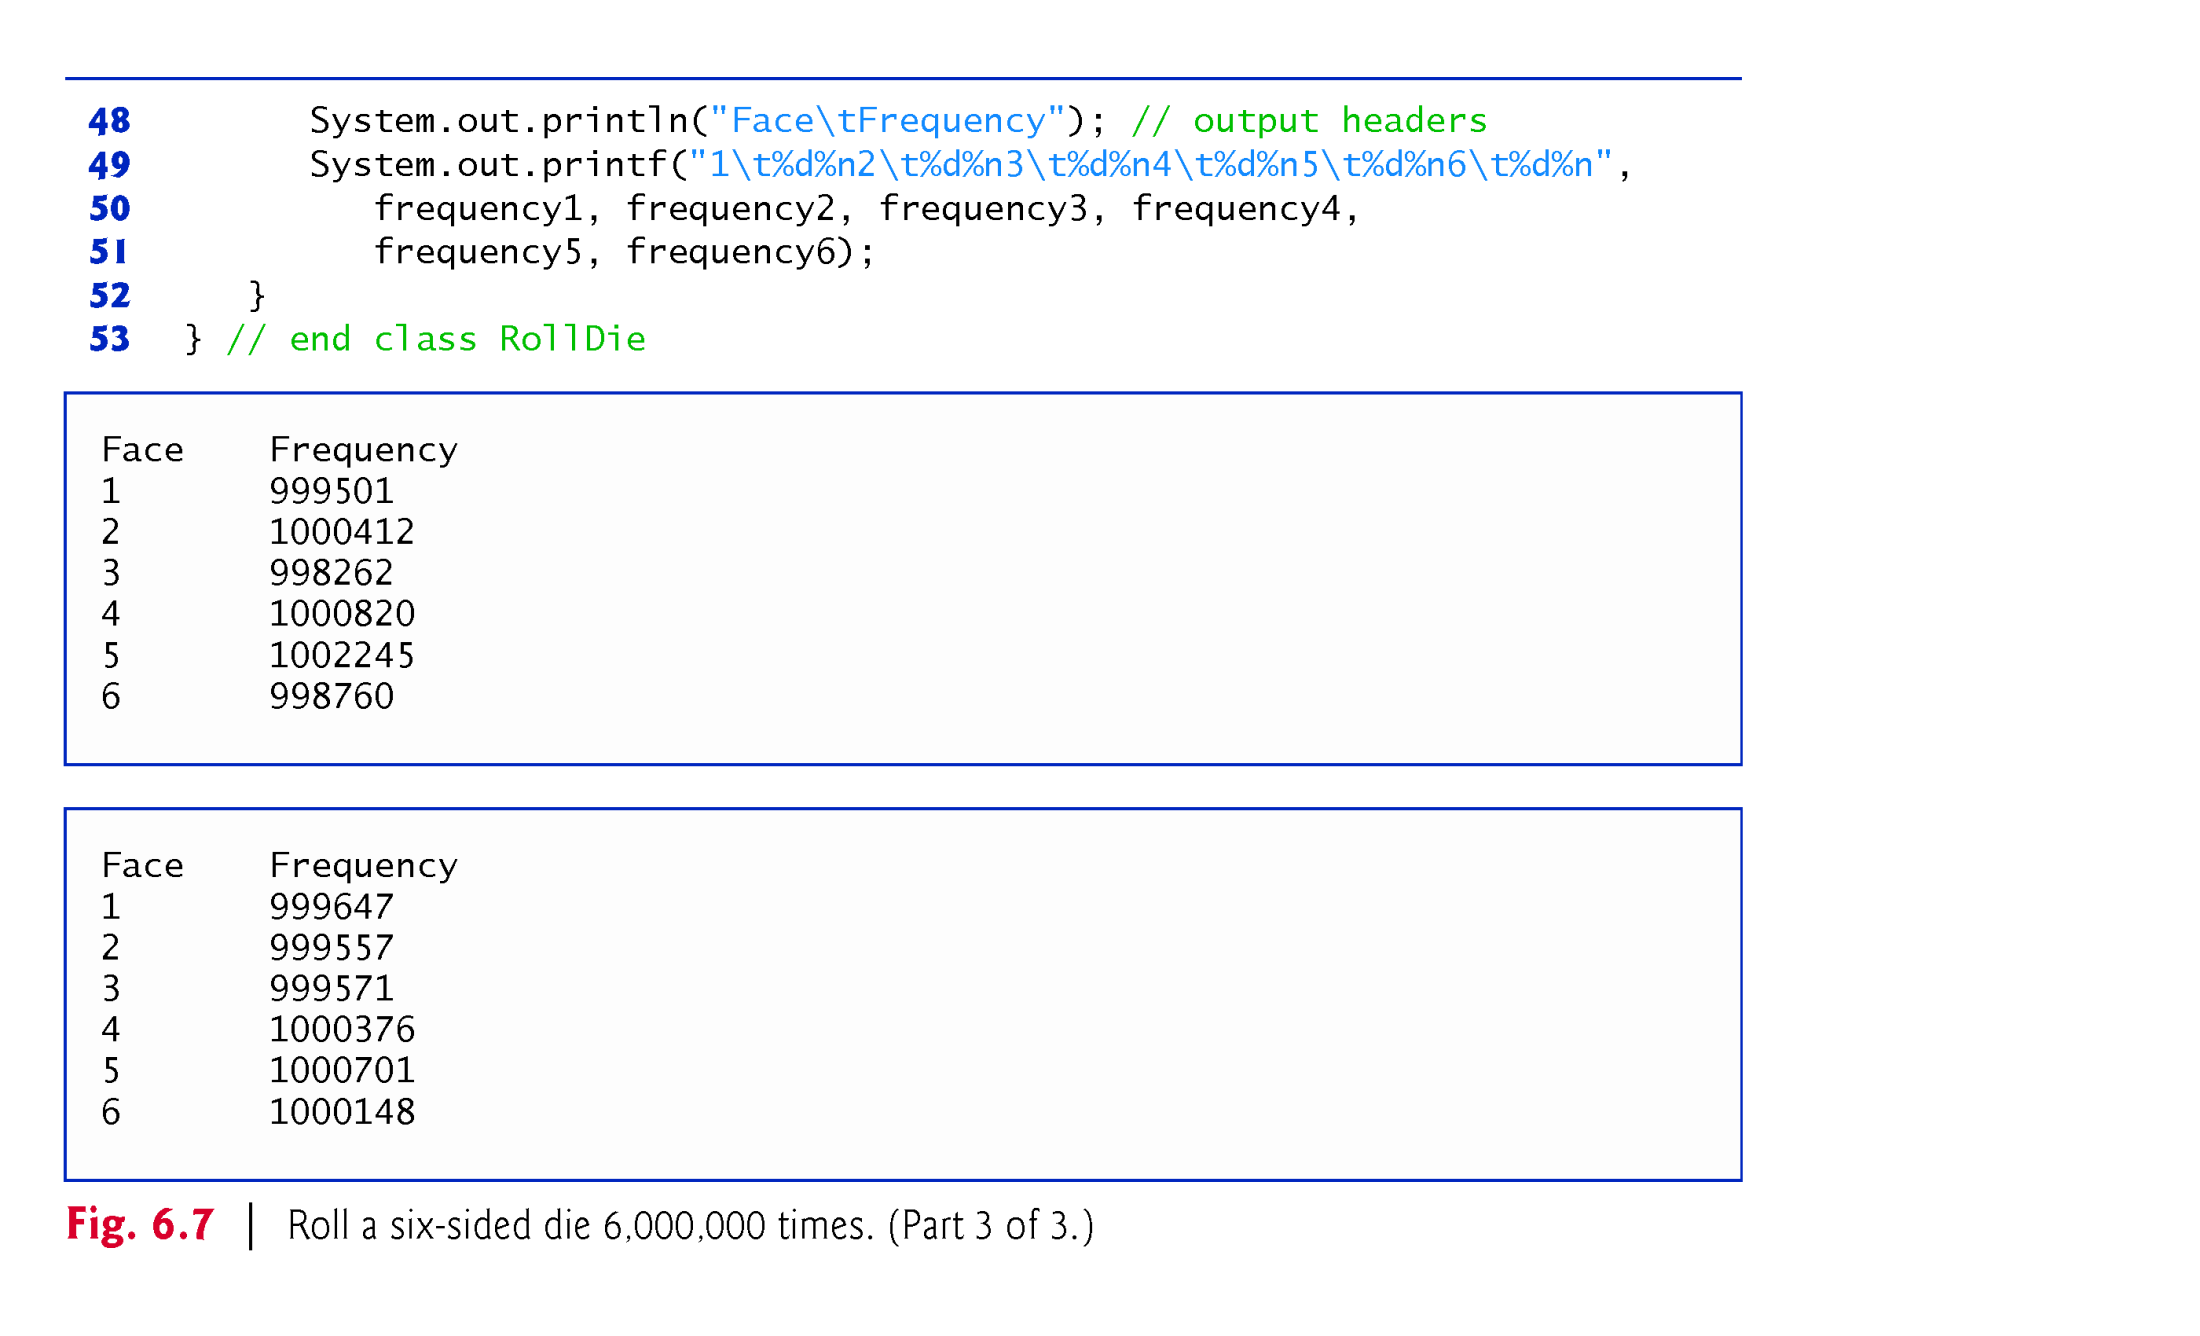 48 System.out.println("Face\tFrequency"); // output headers
49 System.out.printf("1\t%d%n2\t%d%n3\t%d%n4\t%d%n5\t%d%n6\t%d%n",
50 frequency1, frequency2, frequency3, frequency4,
51 frequency5, frequency6);
52 }
53 } // end class RollDie
Face Frequency
1 999501
2 1000412
3 998262
4 1000820
5 1002245
6 998760
Face Frequency
1 999647
2 999557
3 999571
4 1000376
5 1000701
6 1000148
Fig. 6.7 | Roll a six-sided die 6,000,000 times. (Part 3 of 3.)